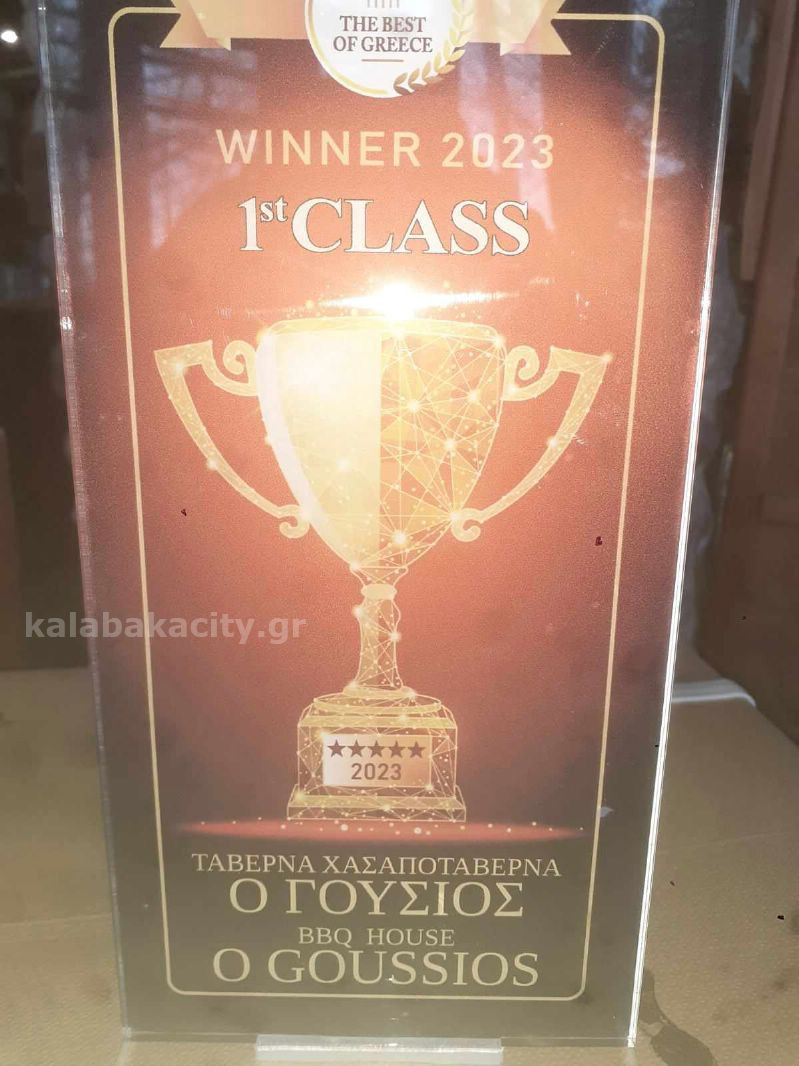 THE BEST
OF GREECE
WINNER 2023
1st CLASS
kalabakacity.gr
★★★★★
2023
ΤΑΒΕΡΝΑ ΧΑΣΑΠΟΤΑΒΕΡΝΑ
Ο ΓΟΥΣΙΟΣ
BBQ HOUSE
O GOUSSIOS